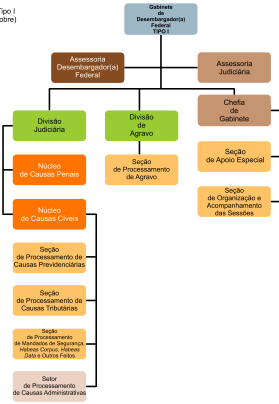 Tipo I
obre)
Gabinete
de
Desembargador(a)
Federal
TIPO I
Assessoria
Desembargador(a)
Federal
Assessoria
Judiciária
Divisão
Judiciária
Divisão
de
Agravo
Chefia
de
Gabinete
Núcleo
de Causas Penais
Seção
de Processamento
de Agravo
Seção
de Apoio Especial
Núcleo
de Causas Cíveis
Seção
de Organização e
Acompanhamento
das Sessões
Seção
de Processamento de
Causas Previdenciárias
Seção
de Processamento de
Causas Tributárias
Seção
de Processamento
de Mandados de Segurança,
Habeas Corpus, Habeas
Data e Outros Feitos
Setor
de Processamento
de Causas Administrativas